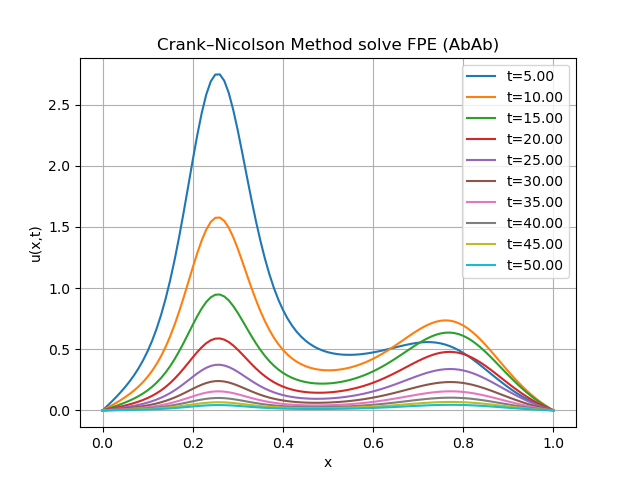 Crank–Nicolson Method solve FPE (AbAb)
u(x,t)
2.5
2.0
1.5
1.0
0.5
0.0
t=5.00
t=10.00
t=15.00
t=20.00
t=25.00
t=30.00
t=35.00
t=40.00
t=45.00
t=50.00
0.0 0.2 0.4 0.6 0.8 1.0
x